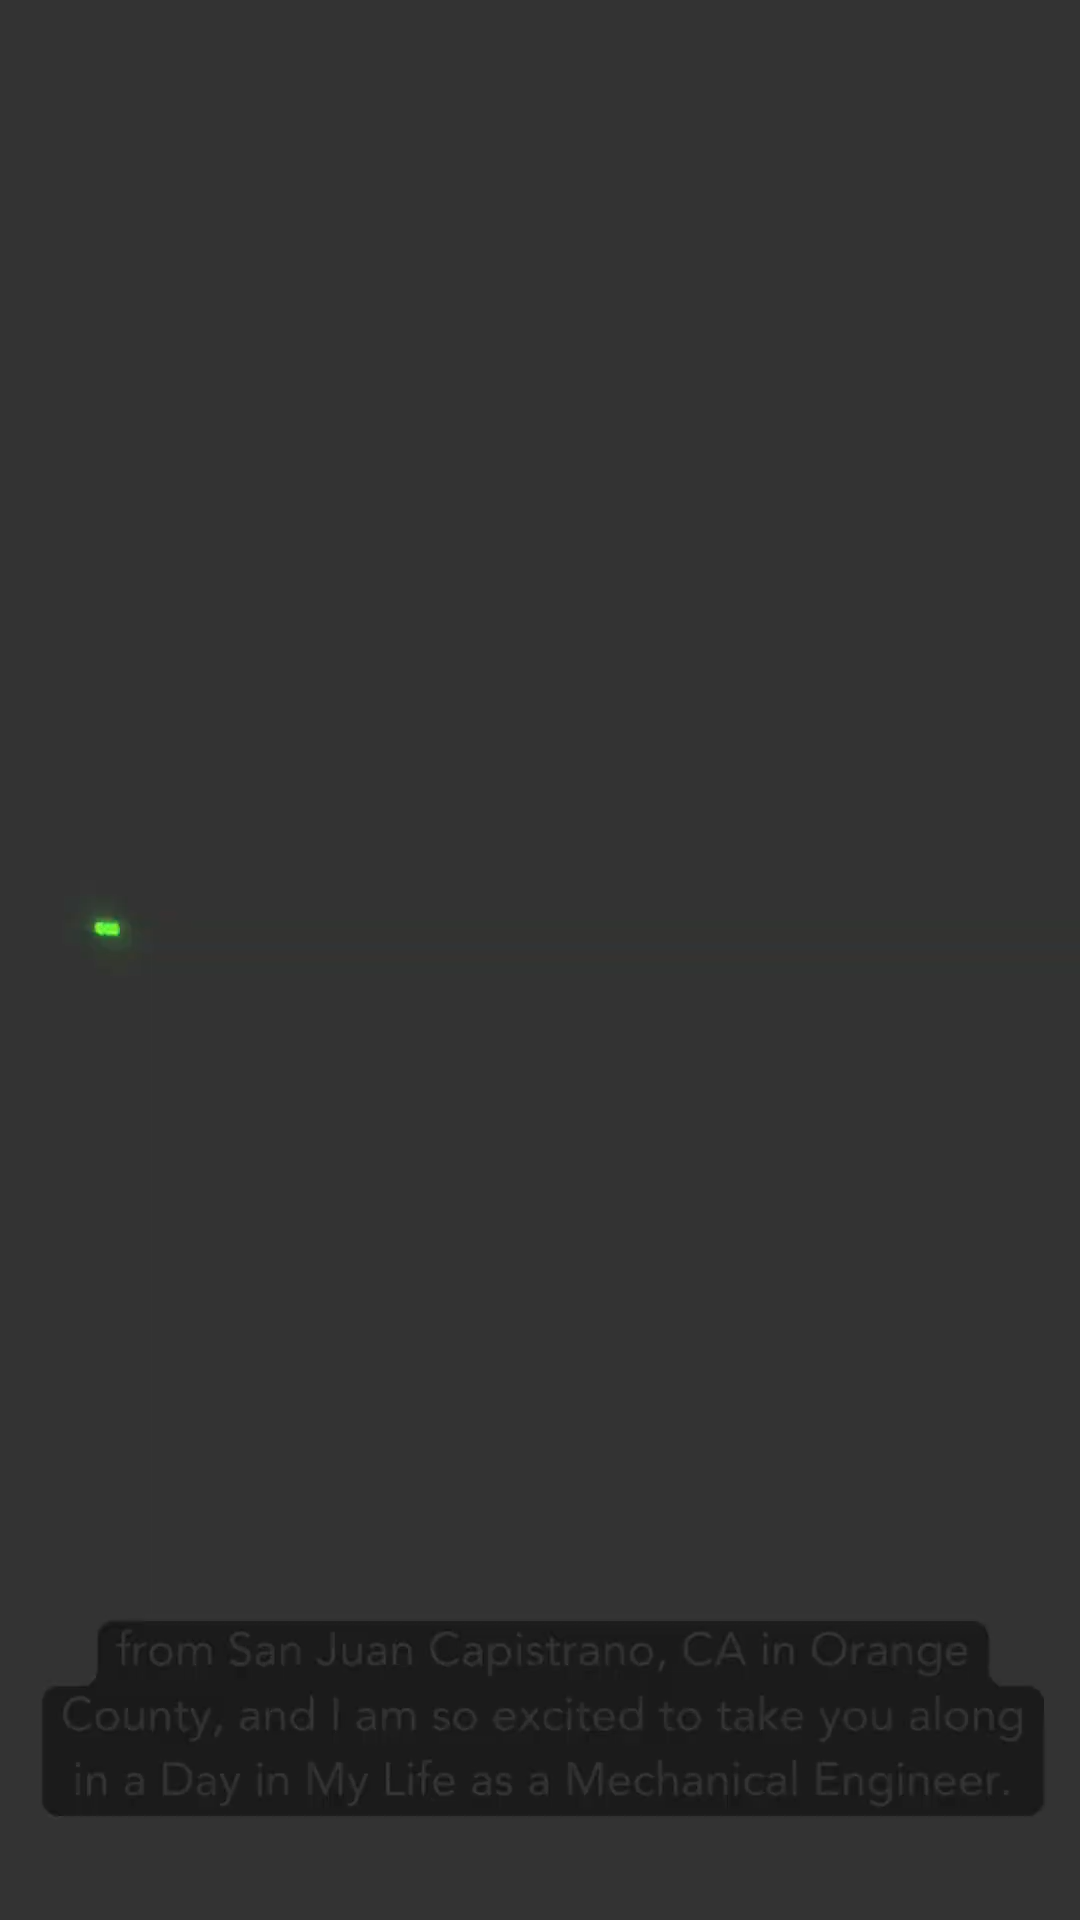 from San Juan Capistrano, CA in Orange
County, and I am so excited to take you along
in a Day in My Life as a Mechanical Engineer.